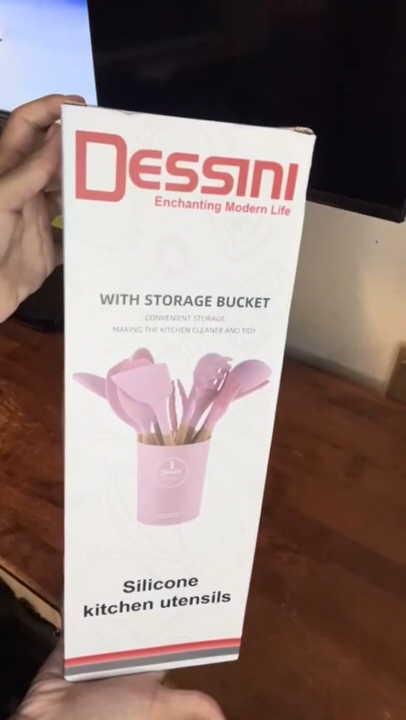 DESSINI
Enchanting Modern Life
WITH STORAGE BUCKET
CONVENIENT STORAGE
MAKING THE KITCHEN CLEANER AND TIDY
Silicone
kitchen utensils